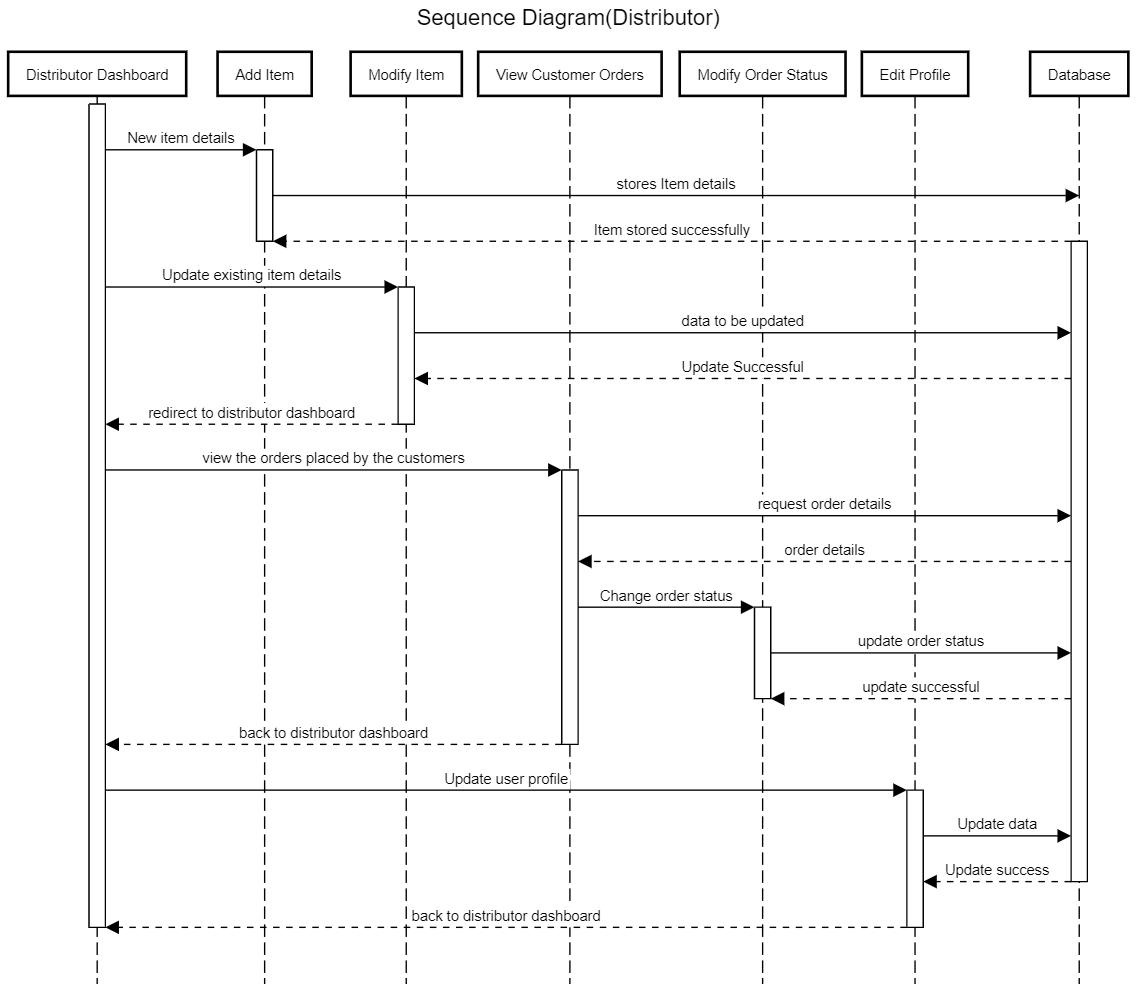 Sequence Diagram(Distributor)
Distributor Dashboard
Add Item
Modify Item
View Customer Orders
Modify Order Status
Edit Profile
Database
New item details
stores Item details
Item stored successfully
Update existing item details
data to be updated
Update Successful
redirect to distributor dashboard
view the orders placed by the customers
request order details
order details
Change order status
update order status
update successful
back to distributor dashboard
Update user profile
Update data
Update success
back to distributor dashboard